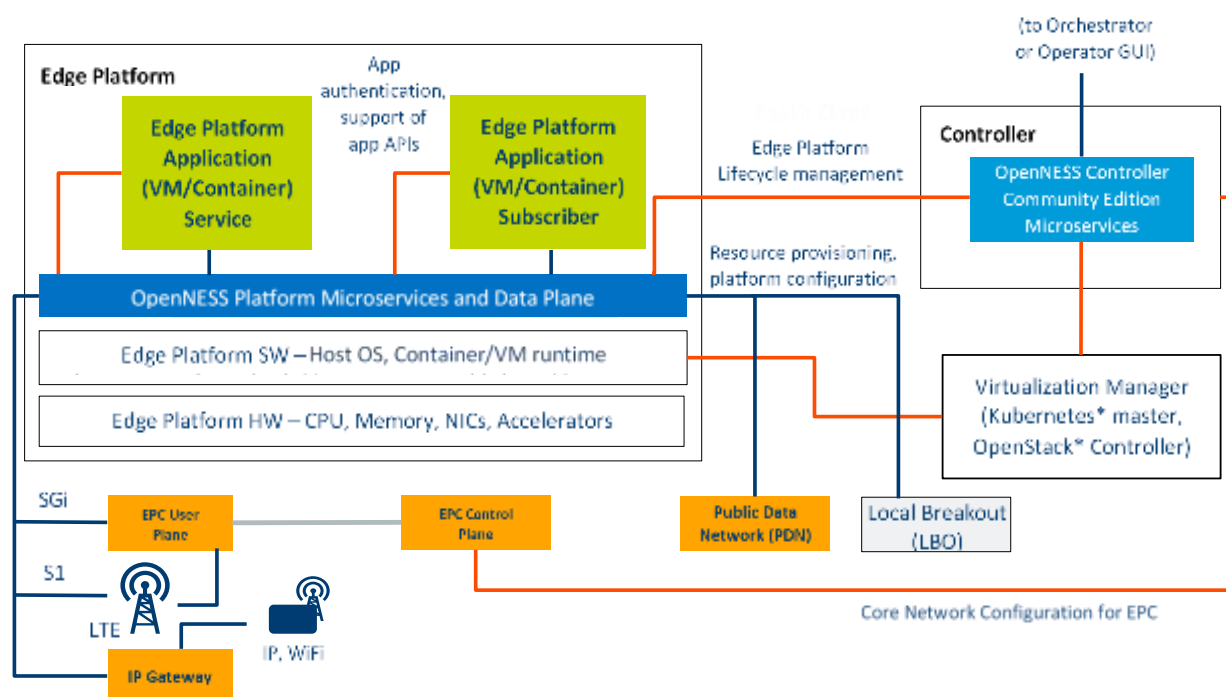 (to Orchestrator
or Operator GUI)
Edge Platform
App
authentication,
support of
app APIs
Edge Platform
Application
(VM/Container)
Service
Edge Platform
Application
(VM/Container)
Subscriber
Edge Platform
Lifecycle management
Controller
OpenNESS Controller
Community Edition
Microservices
Resource provisioning,
platform configuration
OpenNESS Platform Microservices and Data Plane
Edge Platform SW – Host OS, Container/VM runtime
Edge Platform HW – CPU, Memory, NICs, Accelerators
Virtualization Manager
(Kubernetes* master,
OpenStack* Controller)
SGi
EPC User
Plane
EPC Control
Plane
Public Data
Network (PDN)
Local Breakout
(LBO)
S1
LTE
IP, WiFi
IP Gateway
Core Network Configuration for EPC